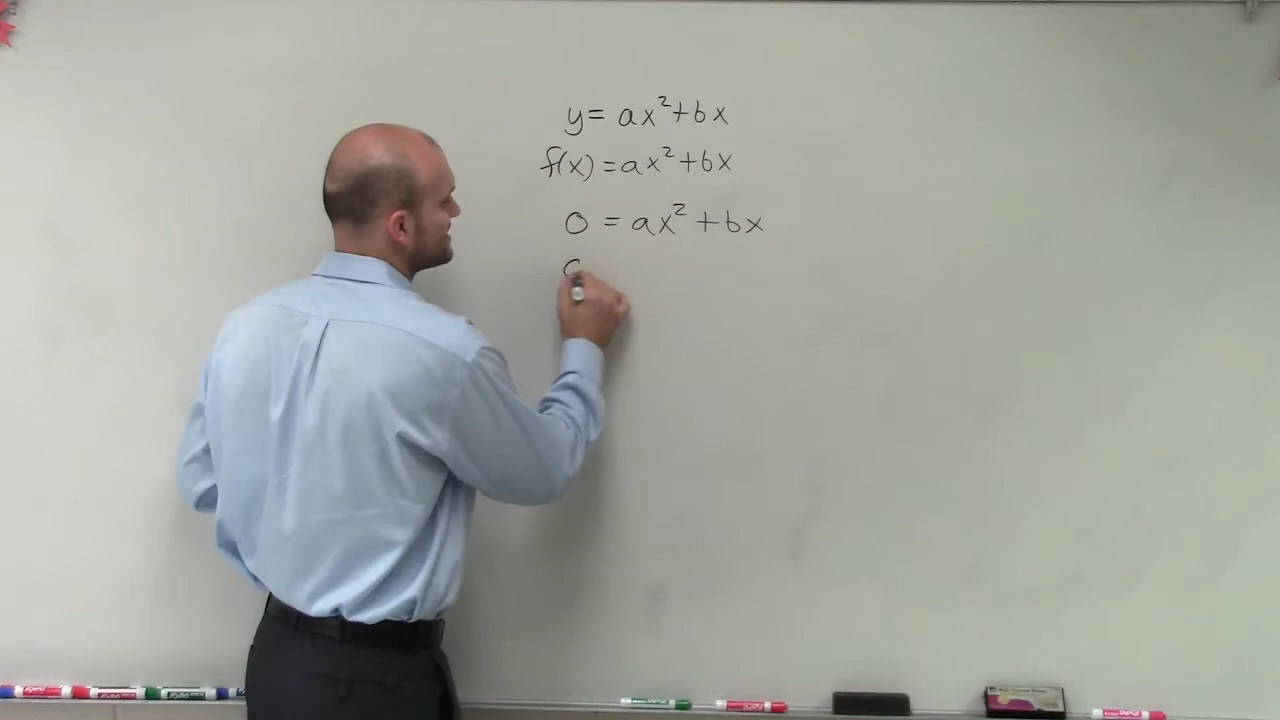 y = ax²+bx
f(x) = ax²+bx
0 = ax²+bx